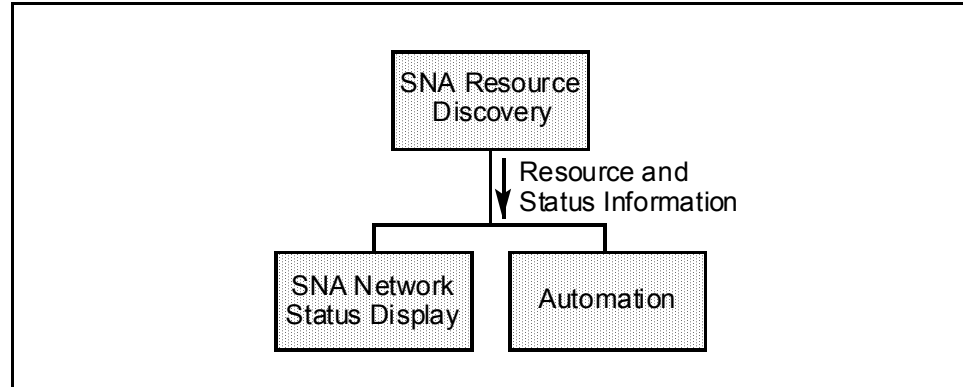 SNA Resource
Discovery
Resource and
Status Information
SNA Network
Status Display
Automation